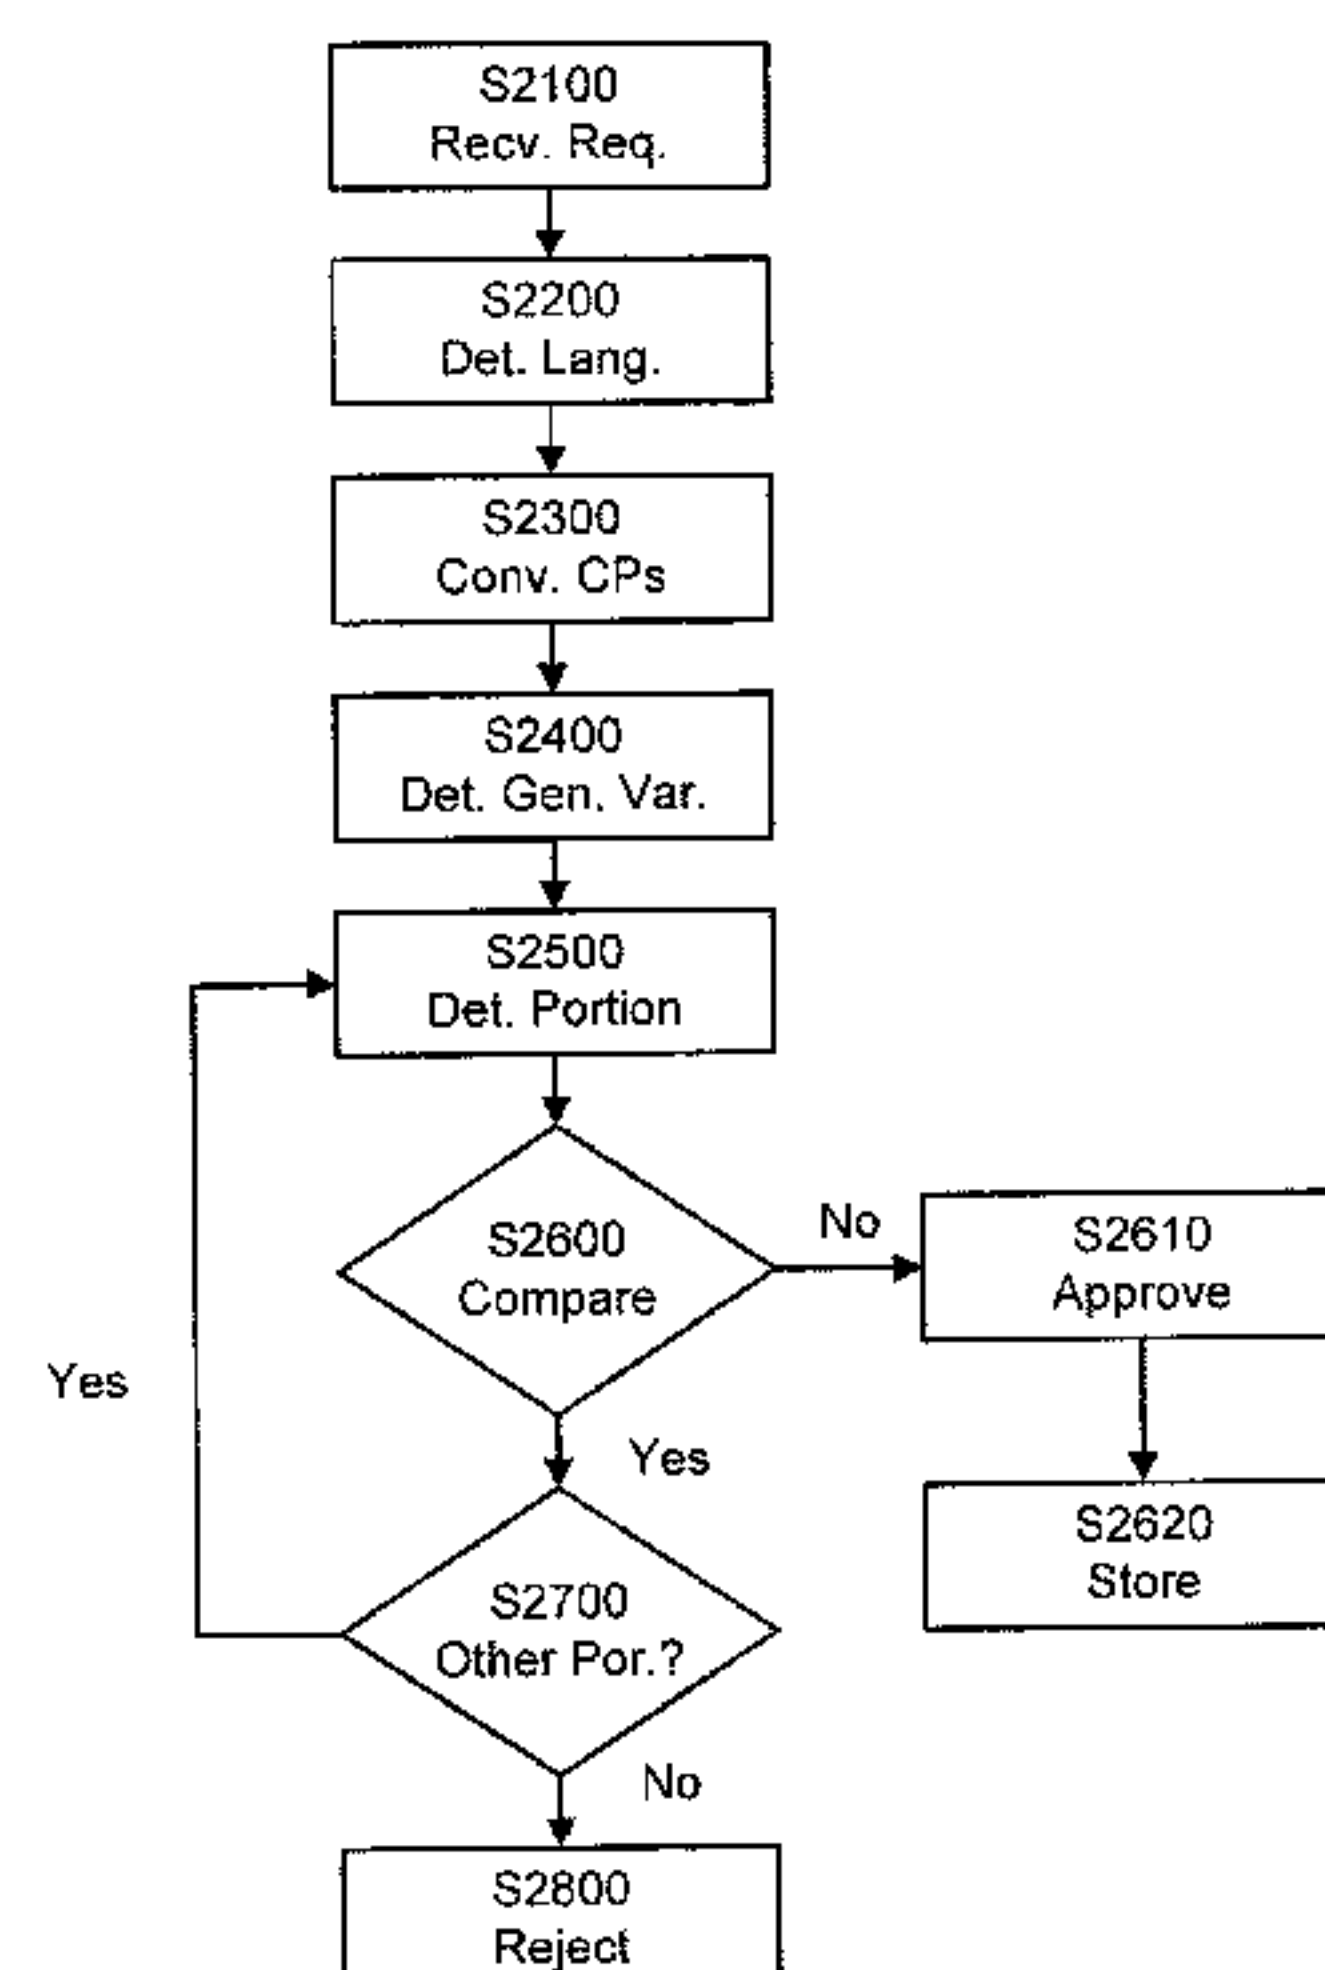 S2100
Recv. Req.
S2200
Det. Lang.
S2300
Conv. CPs
S2400
Det. Gen. Var.
S2500
Det. Portion
S2600
Compare
No
S2610
Approve
Yes
Yes
S2620
Store
S2700
Other Por.?
No
S2800
Reject